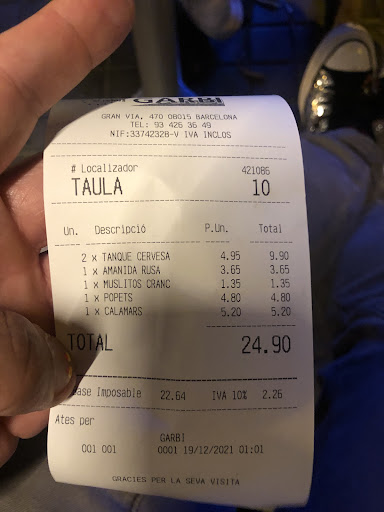 GARBI
GRAN VIA, 470 08015 BARCELONA
TEL: 93 426 36 49
NIF:33742328-V IVA INCLOS
# Localizador 421086
TAULA 10
Un. Descripció P.Un. Total
2 x TANQUE CERVESA 4.95 9.90
1 x AMANIDA RUSA 3.65 3.65
1 x MUSLITOS CRANC 1.35 1.35
1 x POPETS 4.80 4.80
1 x CALAMARS 5.20 5.20
TOTAL 24.90
Base Imposable 22.64 IVA 10% 2.26
Ates per
GARBI
001 001 0001 19/12/2021 01:01
GRACIES PER LA SEVA VISITA